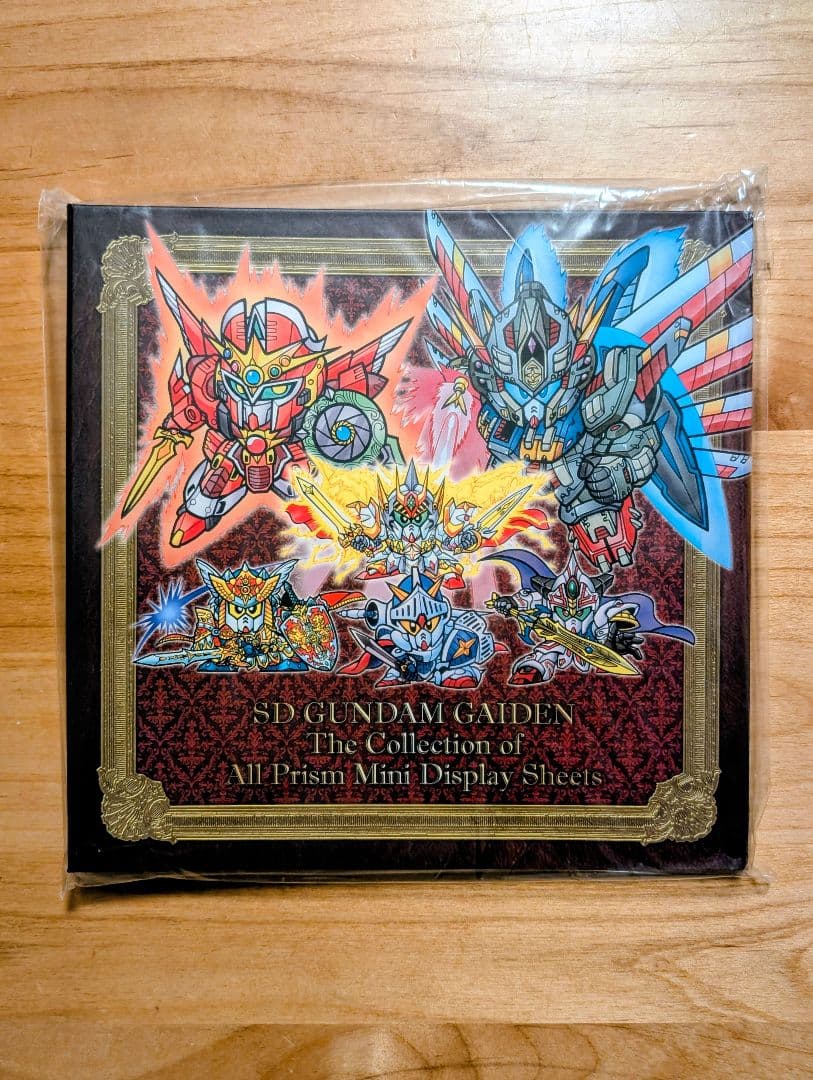 SD GUNDAM GAIDEN
The Collection of
All Prism Mini Display Sheets